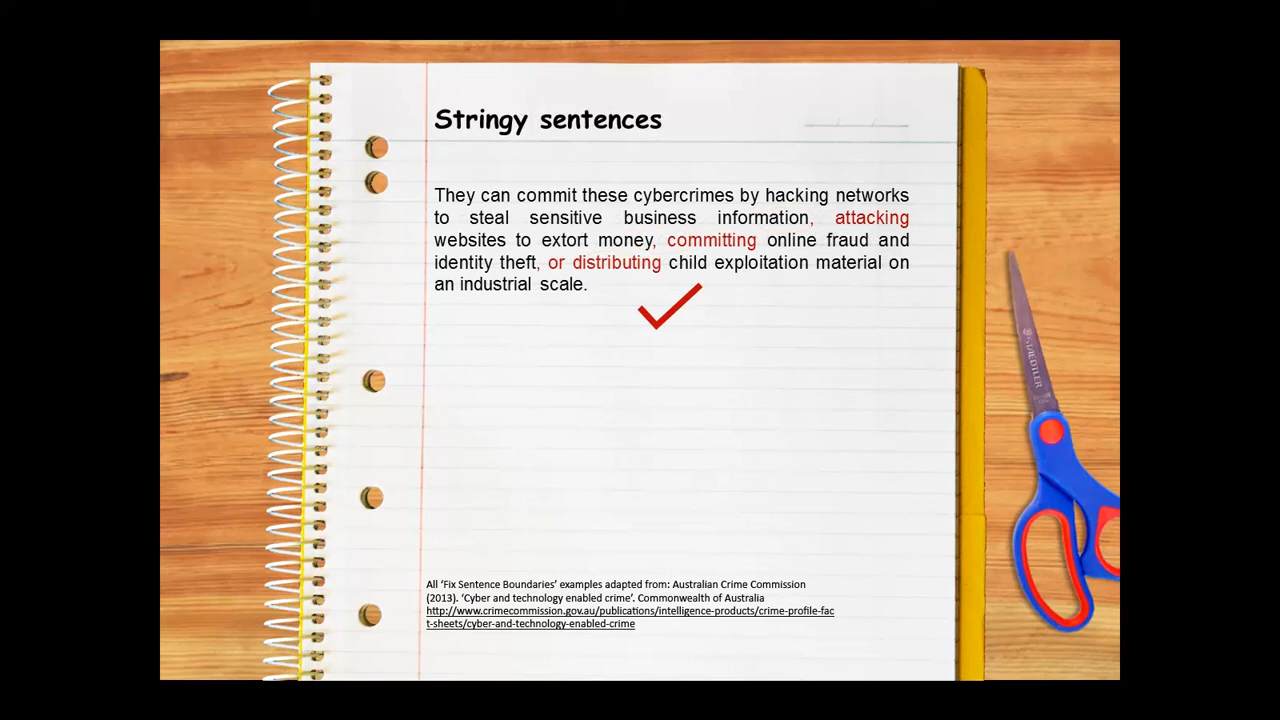 Stringy sentences
They can commit these cybercrimes by hacking networks
to steal sensitive business information, attacking
websites to extort money, committing online fraud and
identity theft, or distributing child exploitation material on
an industrial scale.
STAEDTLER
All ‘Fix Sentence Boundaries’ examples adapted from: Australian Crime Commission
(2013). ‘Cyber and technology enabled crime’. Commonwealth of Australia
http://www.crimecommission.gov.au/publications/intelligence-products/crime-profile-fac
t-sheets/cyber-and-technology-enabled-crime